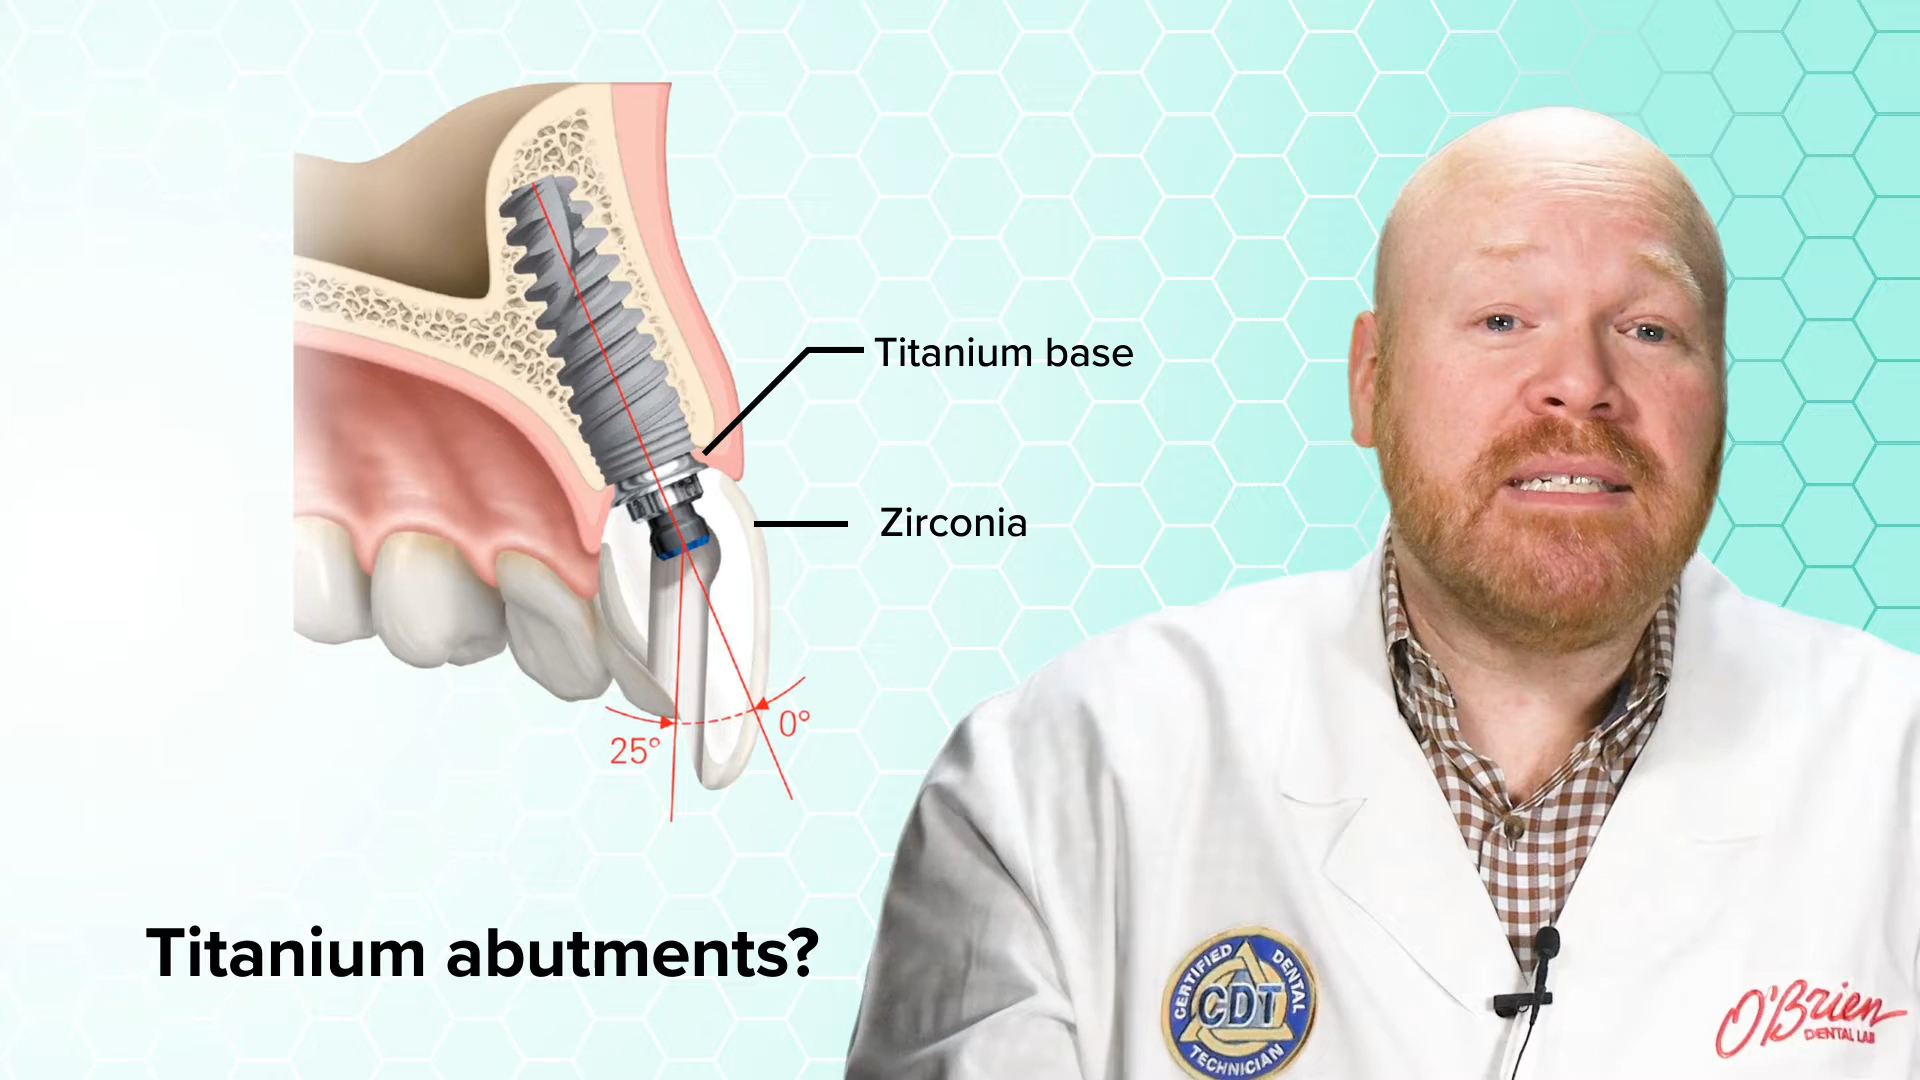 Titanium base
Zirconia
0°
25°
Titanium abutments?
CERTIFIED DENTAL
CDT
TECHNICIAN
O'Brien
DENTAL LAB